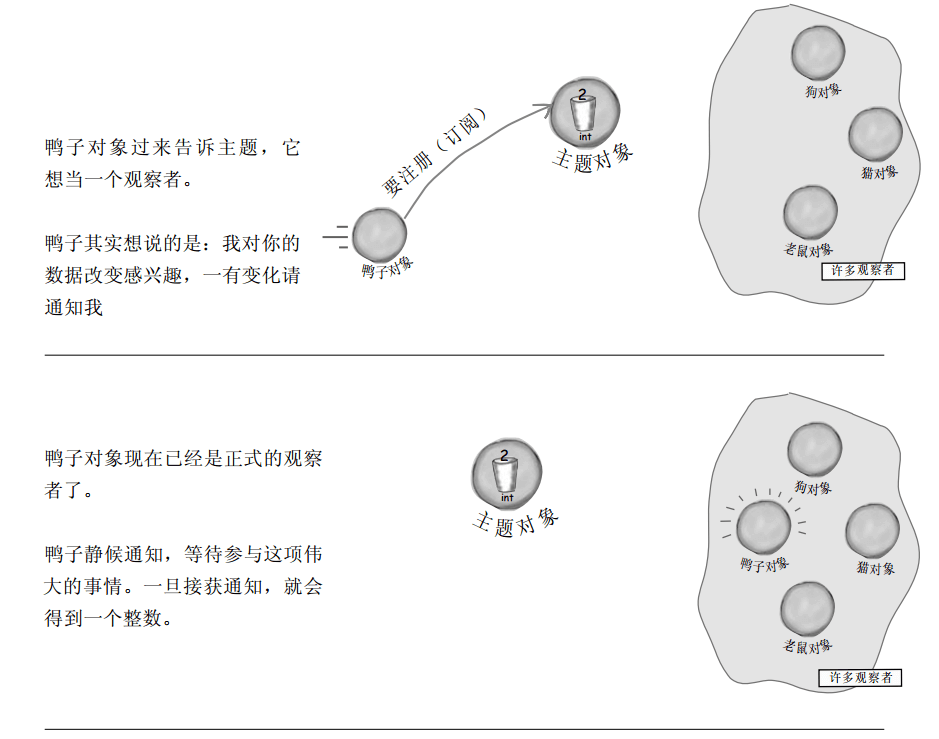 鸭子对象过来告诉主题，它
想当一个观察者。
鸭子其实想说的是：我对你的
数据改变感兴趣，一有变化请
通知我
要注册（订阅）
鸭子对象
2
int
主题对象
狗对象
猫对象
老鼠对象
许多观察者
鸭子对象现在已经是正式的观察
者了。
鸭子静候通知，等待参与这项伟
大的事情。一旦接获通知，就会
得到一个整数。
2
int
主题对象
狗对象
鸭子对象
猫对象
老鼠对象
许多观察者